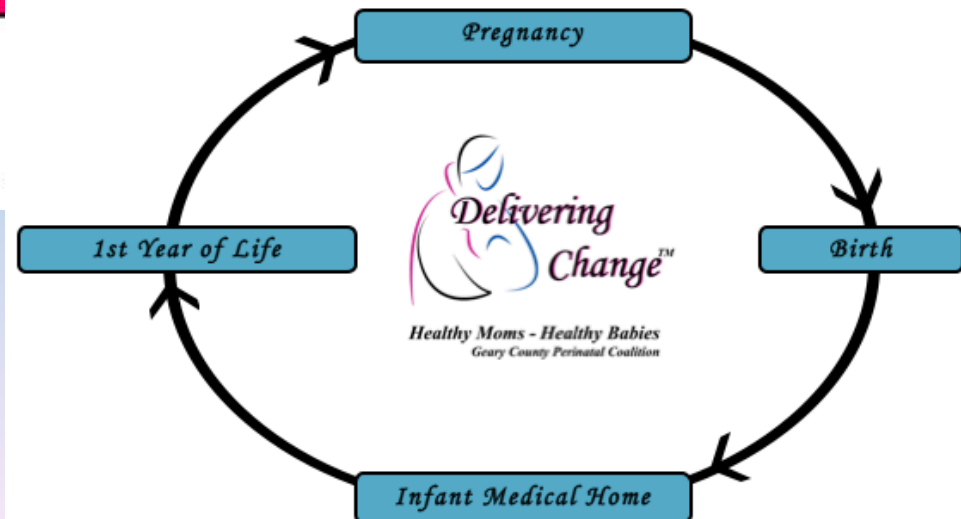 Pregnancy
Delivering
Change™
1st Year of Life
Birth
Healthy Moms - Healthy Babies
Geary County Perinatal Coalition
Infant Medical Home